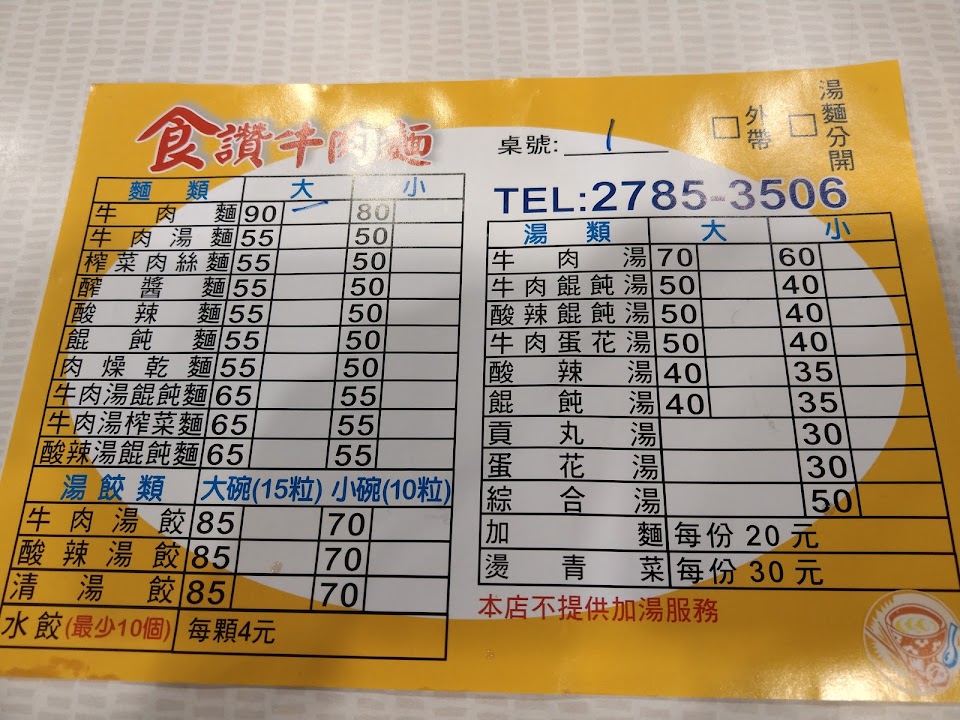 食讚牛肉麵
桌號: 1
□外帶 □湯麵分開
TEL:2785-3506
麵類 大 小
牛肉麵 90 80
牛肉湯麵 55 50
榨菜肉絲麵 55 50
醡醬麵 55 50
酸辣麵 55 50
餛飩麵 55 50
肉燥乾麵 55 50
牛肉湯餛飩麵 65 55
牛肉湯榨菜麵 65 55
酸辣湯餛飩麵 65 55
湯餃類 大碗(15粒) 小碗(10粒)
牛肉湯餃 85 70
酸辣湯餃 85 70
清湯餃 85 70
水餃(最少10個) 每顆4元
湯類 大 小
牛肉湯 70 60
牛肉餛飩湯 50 40
酸辣餛飩湯 50 40
牛肉蛋花湯 50 40
酸辣湯 40 35
餛飩湯 40 35
貢丸湯 30
蛋花湯 30
綜合湯 50
加麵 每份20元
燙青菜 每份30元
本店不提供加湯服務